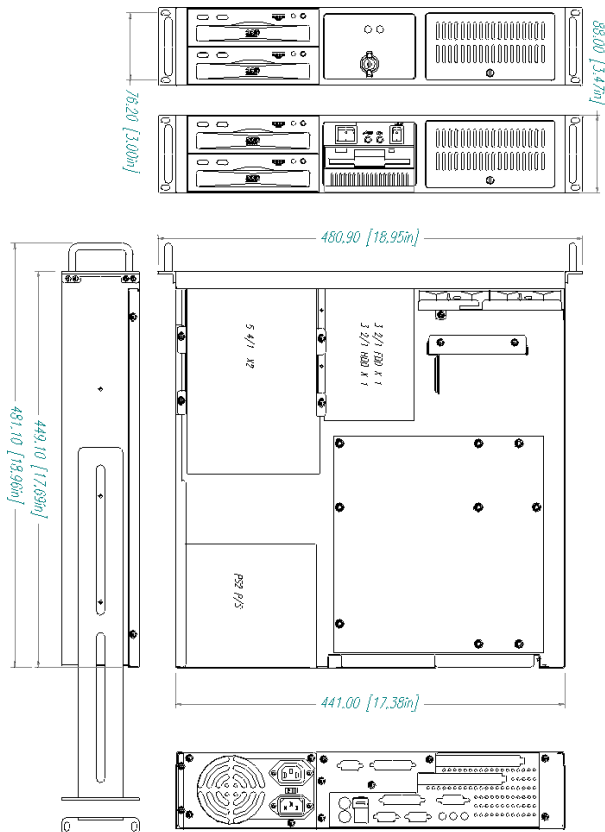 76.20 [3.00in]
88.00 [3.47in]
480.90 [18.95in]
5 4/1 X2
3 2/1 FDD X 1
3 2/1 HDD X 1
481.10 [18.96in]
449.10 [17.69in]
PS2 P/S
441.00 [17.38in]